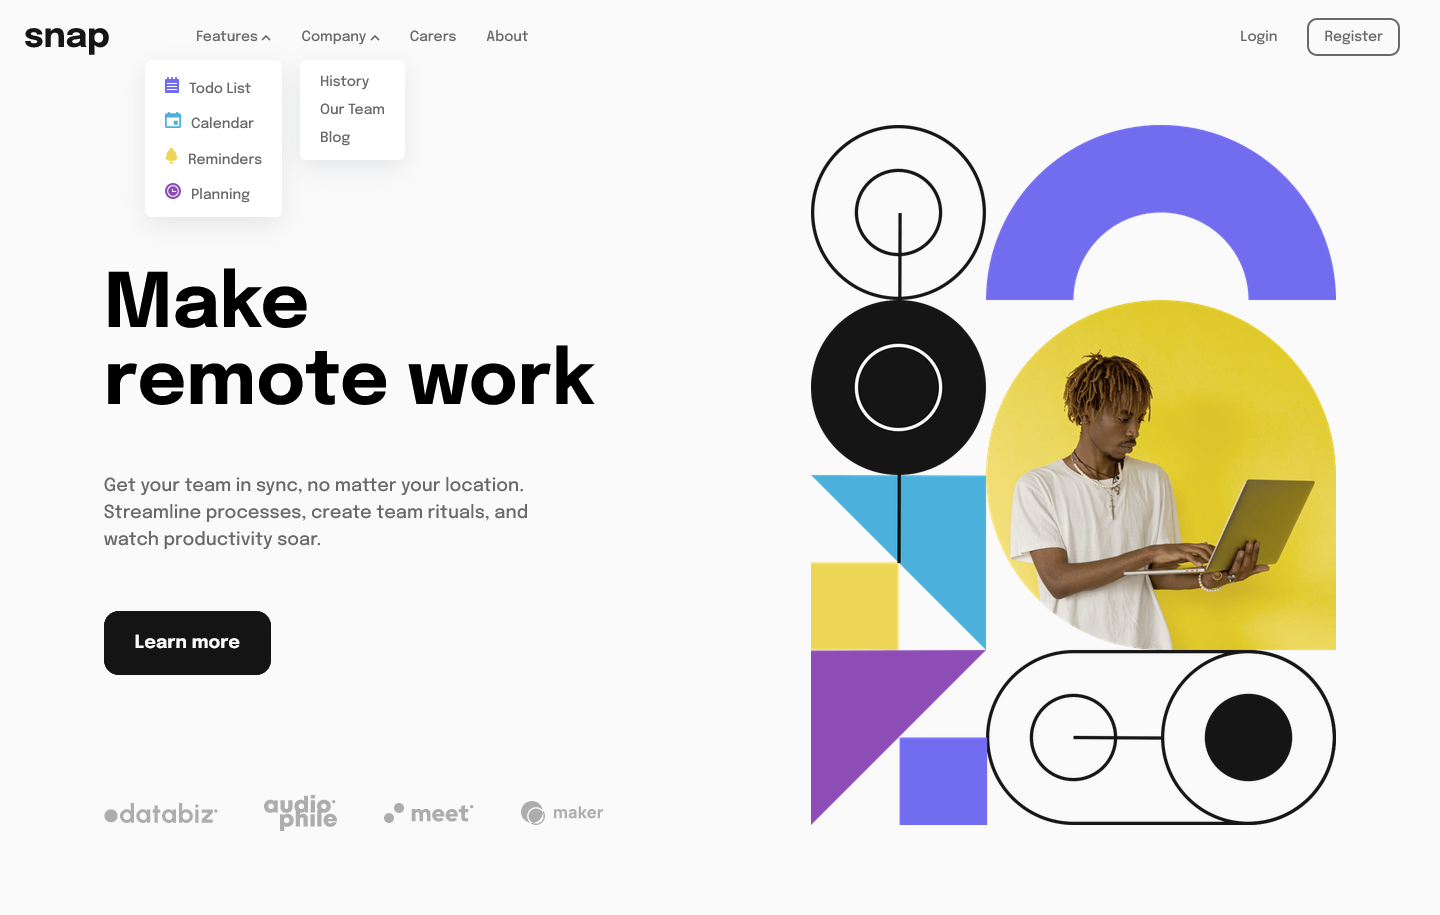 snap
Features
Company
Carers
About
Login
Register
Todo List
Calendar
Reminders
Planning
History
Our Team
Blog
Make
remote work
Get your team in sync, no matter your location.
Streamline processes, create team rituals, and
watch productivity soar.
Learn more
databiz
audio
phile
meet
maker